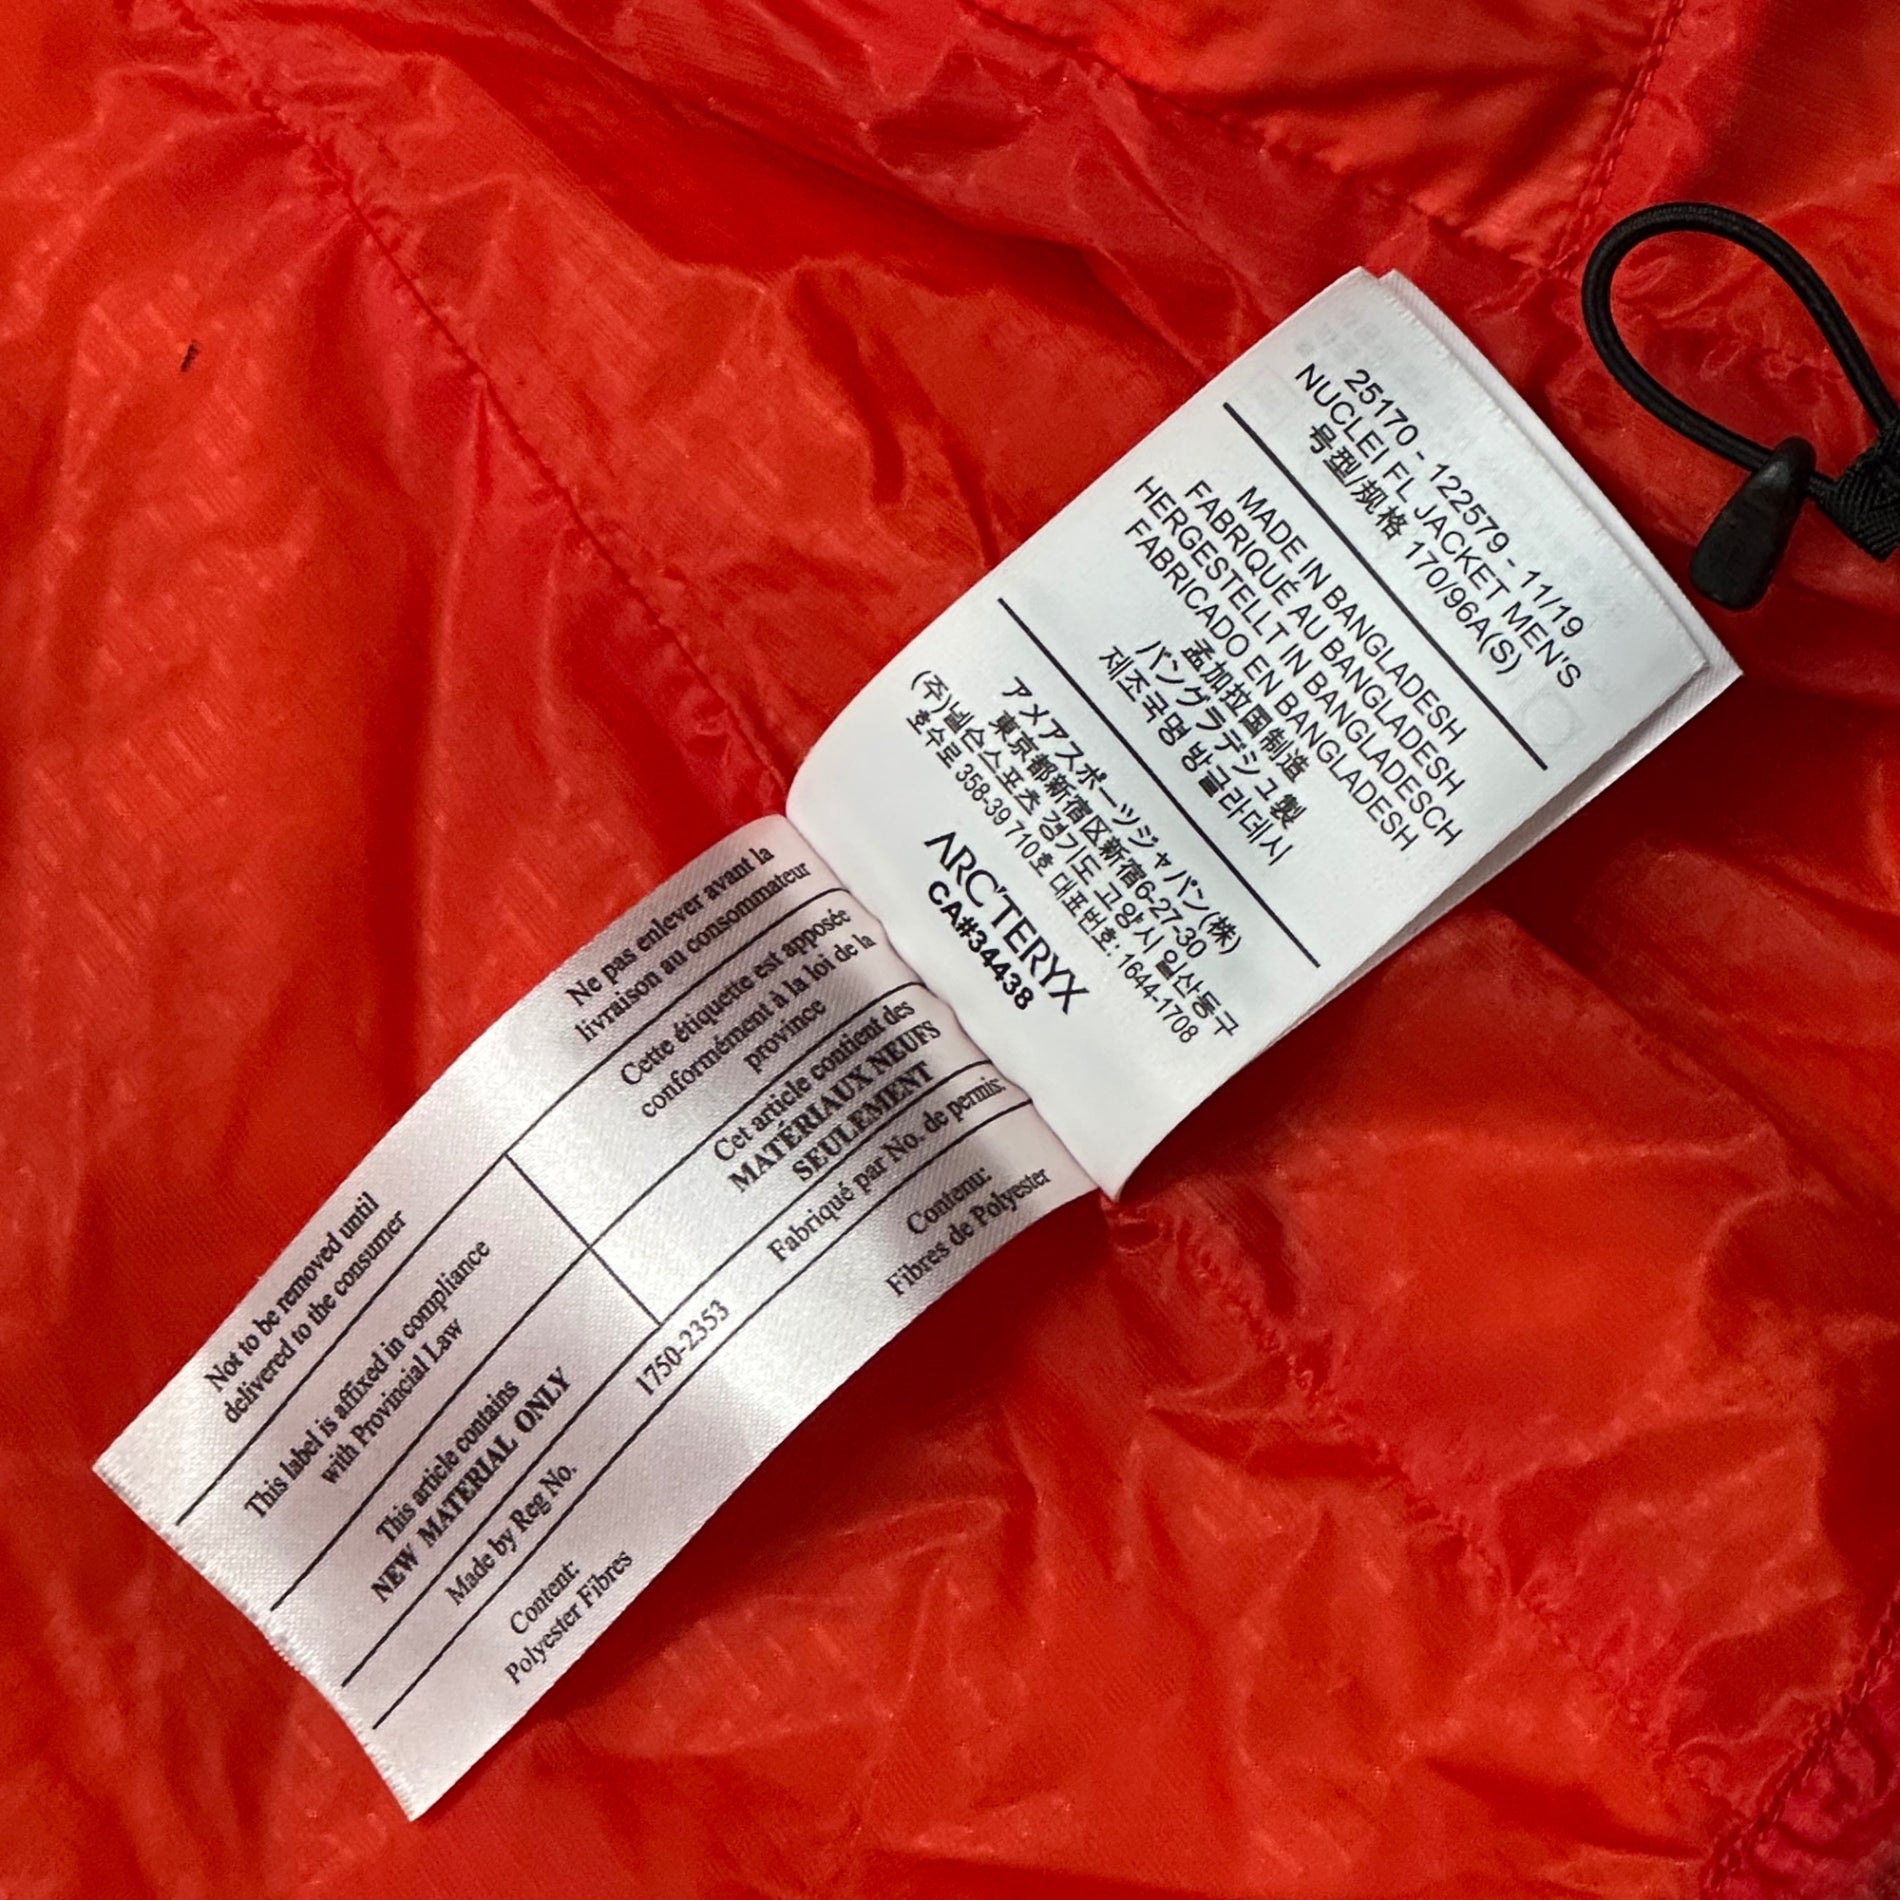 25170 - 122579 - 11/19
NUCLEI FL JACKET MEN'S
号型/规格 170/96A(S)
MADE IN BANGLADESH
FABRIQUÉ AU BANGLADESH
HERGESTELLT IN BANGLADESCH
FABRICADO EN BANGLADESH
孟加拉国制造
バングラデシュ製
제조국명 방글라데시
アメアスポーツジャパン(株)
東京都新宿区新宿6-27-30
(주)넬슨스포츠 경기도 고양시 일산동구
호수로 358-39 710호 대표번호: 1644-1708
ARC'TERYX
CA#34438
Ne pas enlever avant la
livraison au consommateur
Cette étiquette est apposée
conformément à la loi de la
province
Cet article contient des
MATÉRIAUX NEUFS
SEULEMENT
Fabriqué par No. de permis:
Contenu:
Fibres de Polyester
Not to be removed until
delivered to the consumer
This label is affixed in compliance
with Provincial Law
This article contains
NEW MATERIAL ONLY
Made by Reg No.
1750-2353
Content:
Polyester Fibres